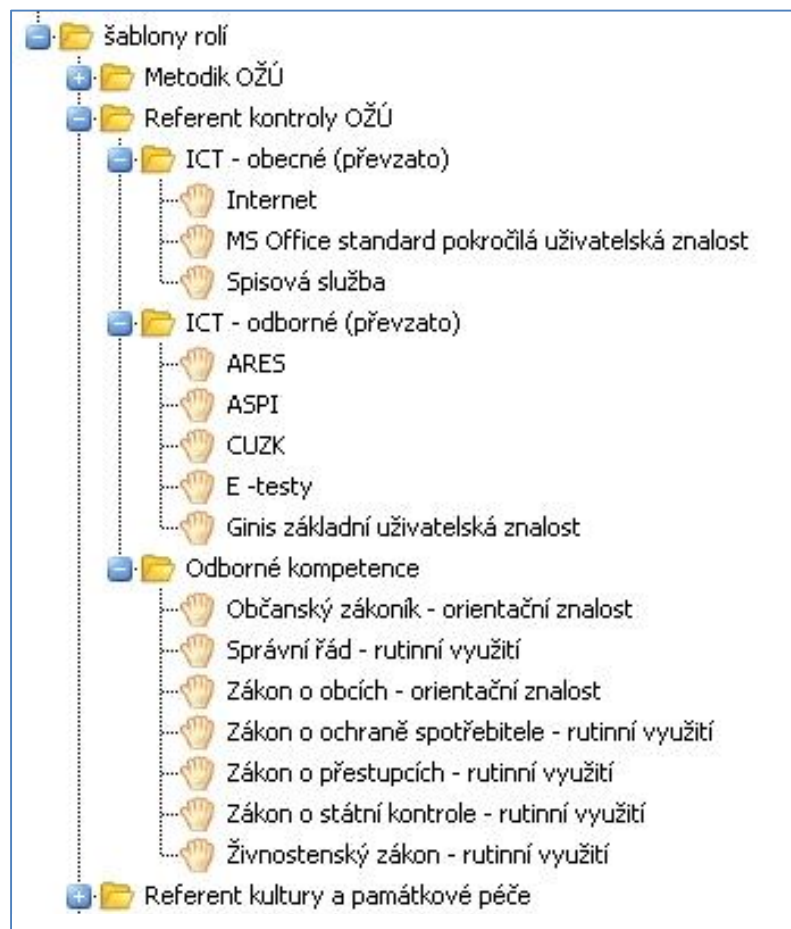 šablony rolí
Metodik OŽÚ
Referent kontroly OŽÚ
ICT - obecné (převzato)
Internet
MS Office standard pokročilá uživatelská znalost
Spisová služba
ICT - odborné (převzato)
ARES
ASPI
CUZK
E -testy
Ginis základní uživatelská znalost
Odborné kompetence
Občanský zákoník - orientační znalost
Správní řád - rutinní využití
Zákon o obcích - orientační znalost
Zákon o ochraně spotřebitele - rutinní využití
Zákon o přestupcích - rutinní využití
Zákon o státní kontrole - rutinní využití
Živnostenský zákon - rutinní využití
Referent kultury a památkové péče